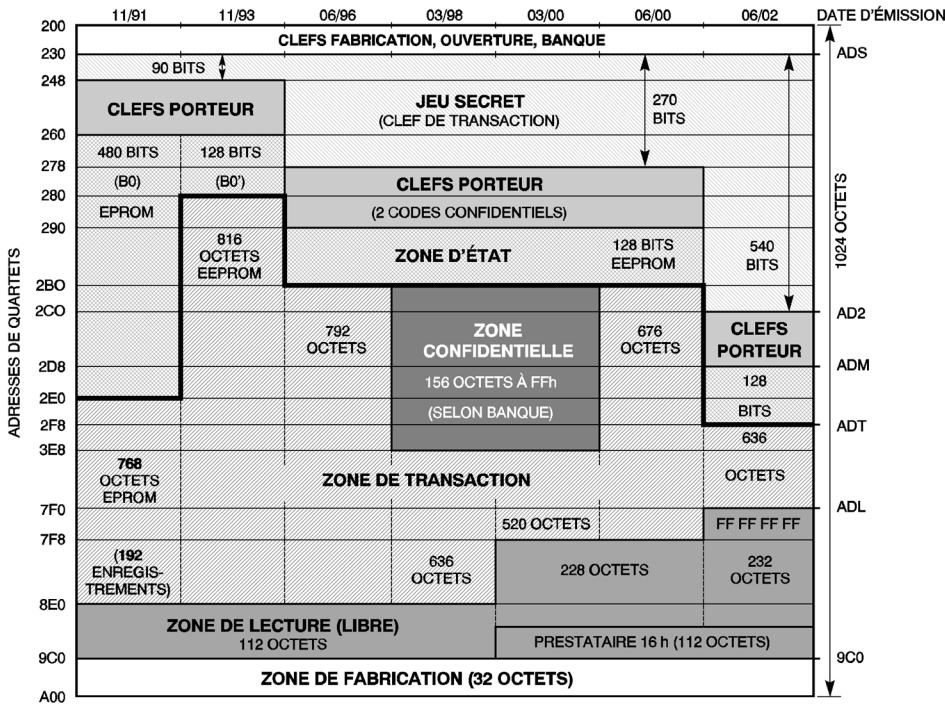 11/91 11/93 06/96 03/98 03/00 06/00 06/02 DATE D'ÉMISSION
200
CLEFS FABRICATION, OUVERTURE, BANQUE
230 ADS
90 BITS
248
CLEFS PORTEUR
JEU SECRET
(CLEF DE TRANSACTION)
270
BITS
260
480 BITS 128 BITS
278
(B0) (B0')
CLEFS PORTEUR
280
EPROM
(2 CODES CONFIDENTIELS)
290
816
OCTETS
EEPROM
ZONE D'ÉTAT
128 BITS
EEPROM
540
BITS
1024 OCTETS
ADRESSES DE QUARTETS
2BO
2CO AD2
792
OCTETS
ZONE
CONFIDENTIELLE
676
OCTETS
CLEFS
PORTEUR
2D8 ADM
156 OCTETS À FFh
128
2E0
(SELON BANQUE)
BITS
2F8 ADT
636
3E8
768
OCTETS
EPROM
ZONE DE TRANSACTION
OCTETS
7F0 ADL
520 OCTETS
FF FF FF FF
7F8
(192
ENREGIS-
TREMENTS)
636
OCTETS
228 OCTETS
232
OCTETS
8E0
ZONE DE LECTURE (LIBRE)
112 OCTETS
PRESTATAIRE 16 h (112 OCTETS)
9C0 9C0
ZONE DE FABRICATION (32 OCTETS)
A00